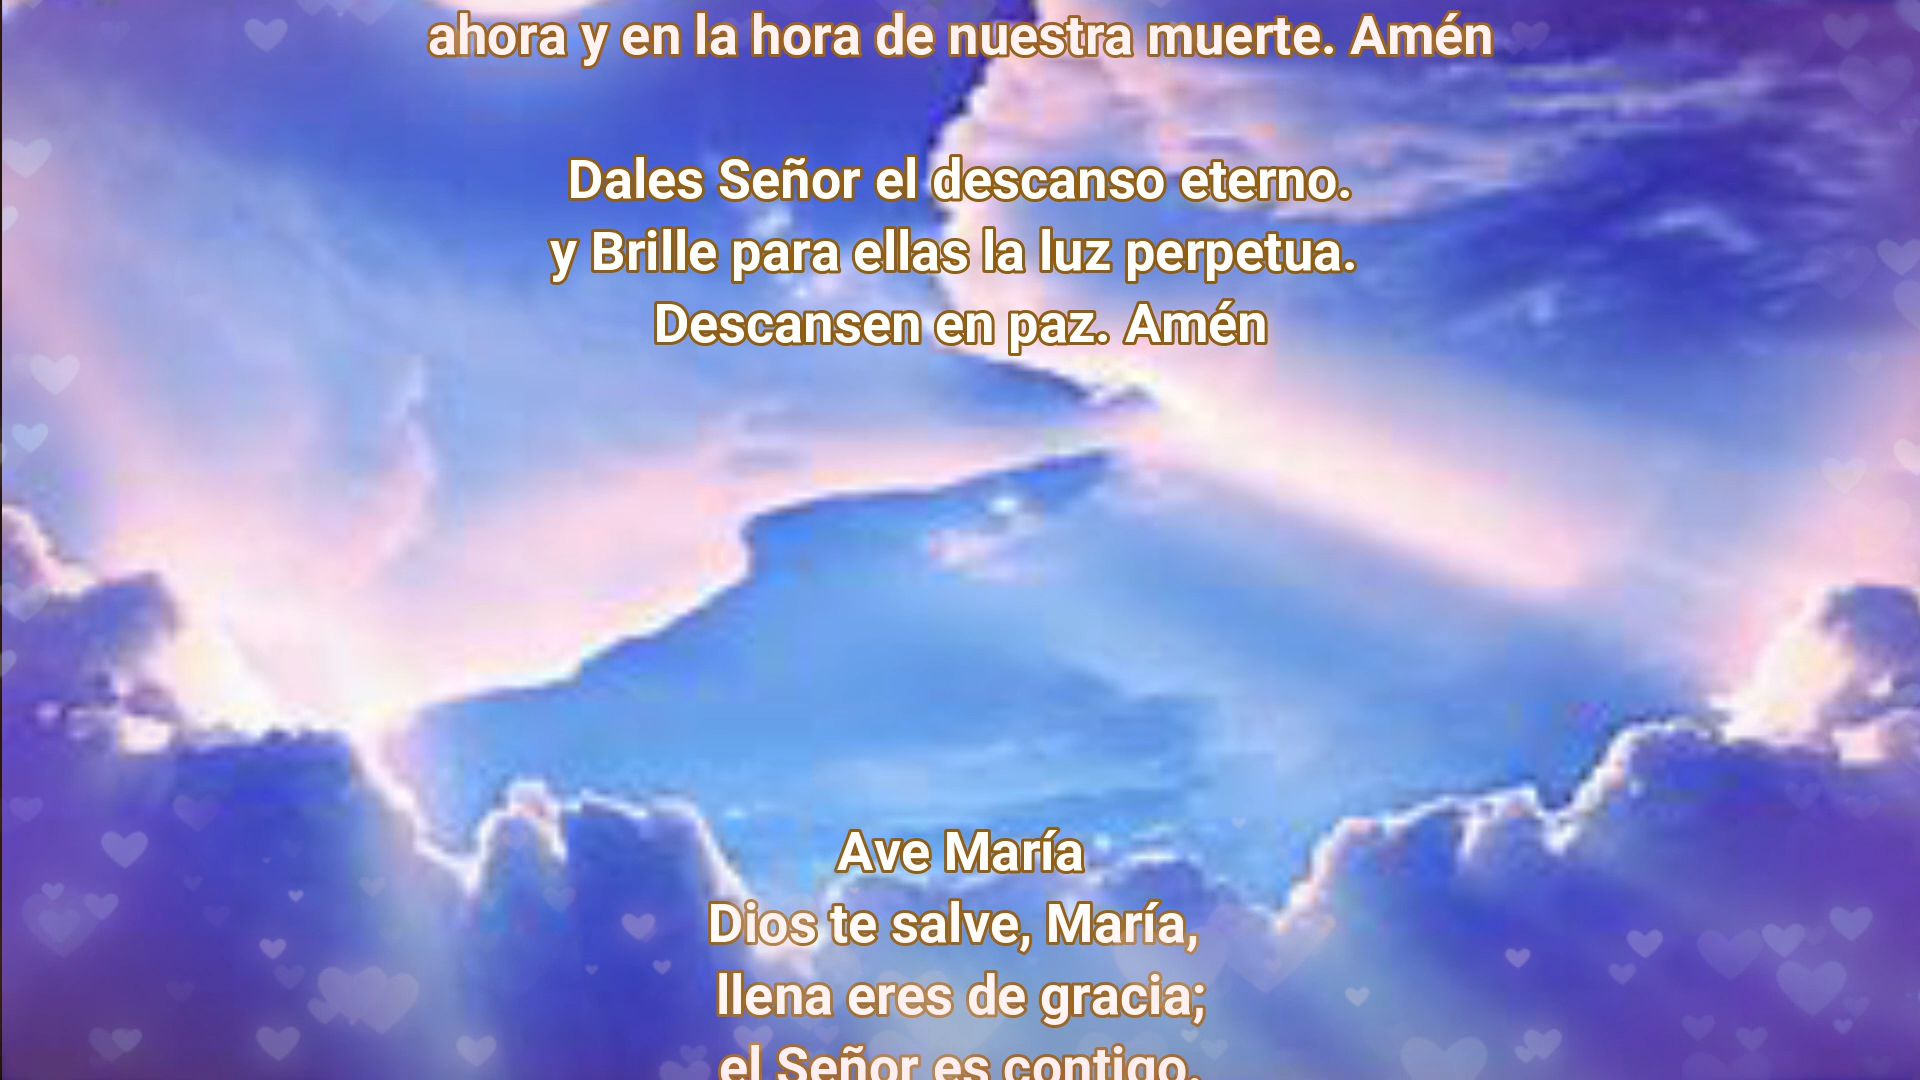 ahora y en la hora de nuestra muerte. Amén
Dales Señor el descanso eterno.
y Brille para ellas la luz perpetua.
Descansen en paz. Amén
Ave María
Dios te salve, María,
llena eres de gracia;
el Señor es contigo.